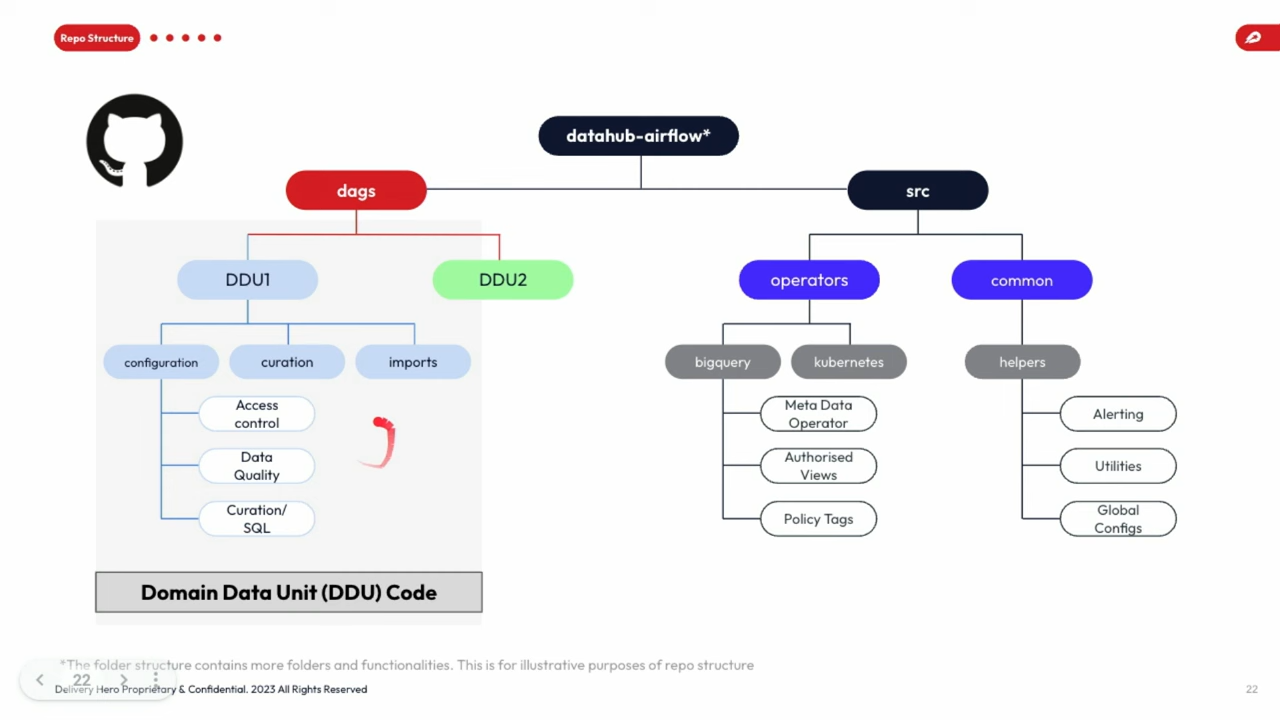 Repo Structure
datahub-airflow*
dags
src
DDU1
DDU2
operators
common
configuration
curation
imports
bigquery
kubernetes
helpers
Access
control
Meta Data
Operator
Alerting
Data
Quality
Authorised
Views
Utilities
Curation/
SQL
Policy Tags
Global
Configs
Domain Data Unit (DDU) Code
*The folder structure contains more folders and functionalities. This is for illustrative purposes of repo structure
22
Delivery Hero Proprietary & Confidential. 2023 All Rights Reserved
22